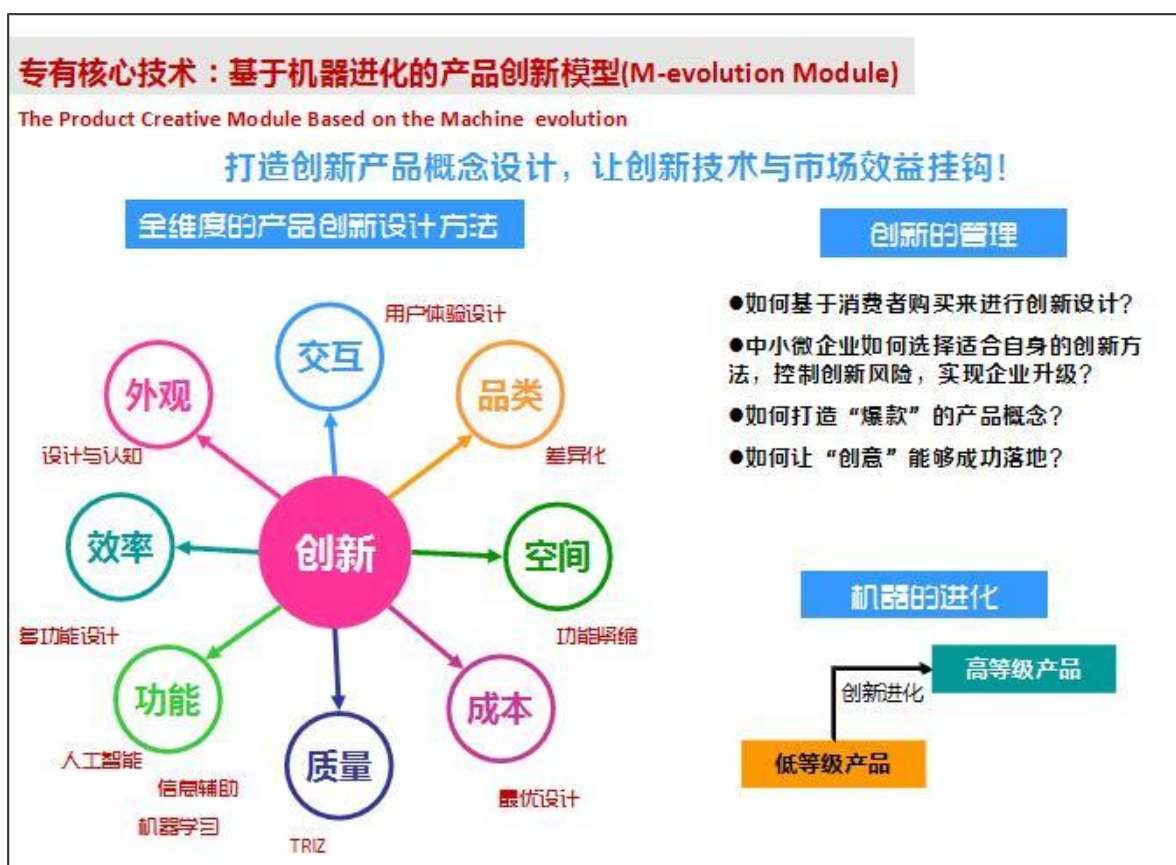 专有核心技术：基于机器进化的产品创新模型(M-evolution Module)
The Product Creative Module Based on the Machine evolution
打造创新产品概念设计，让创新技术与市场效益挂钩！
全维度的产品创新设计方法
创新
交互
用户体验设计
品类
差异化
空间
功能紧缩
成本
最优设计
质量
TRIZ
功能
人工智能
信息辅助
机器学习
效率
多功能设计
外观
设计与认知
创新的管理
●如何基于消费者购买来进行创新设计？
●中小微企业如何选择适合自身的创新方
法，控制创新风险，实现企业升级？
●如何打造“爆款”的产品概念？
●如何让“创意”能够成功落地？
机器的进化
高等级产品
创新进化
低等级产品